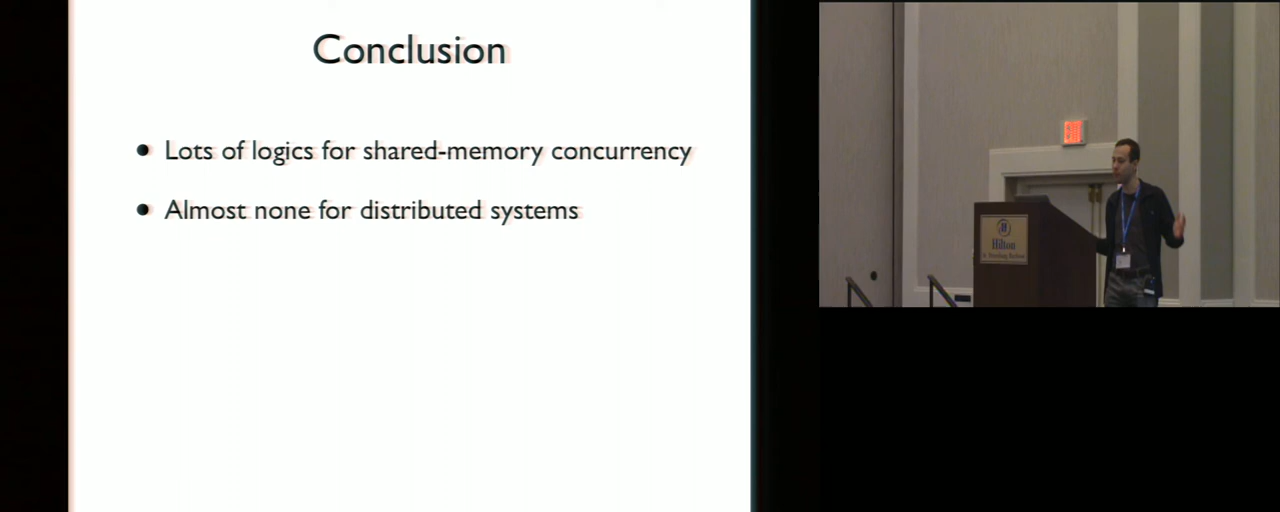 Conclusion
• Lots of logics for shared-memory concurrency
• Almost none for distributed systems
Hilton